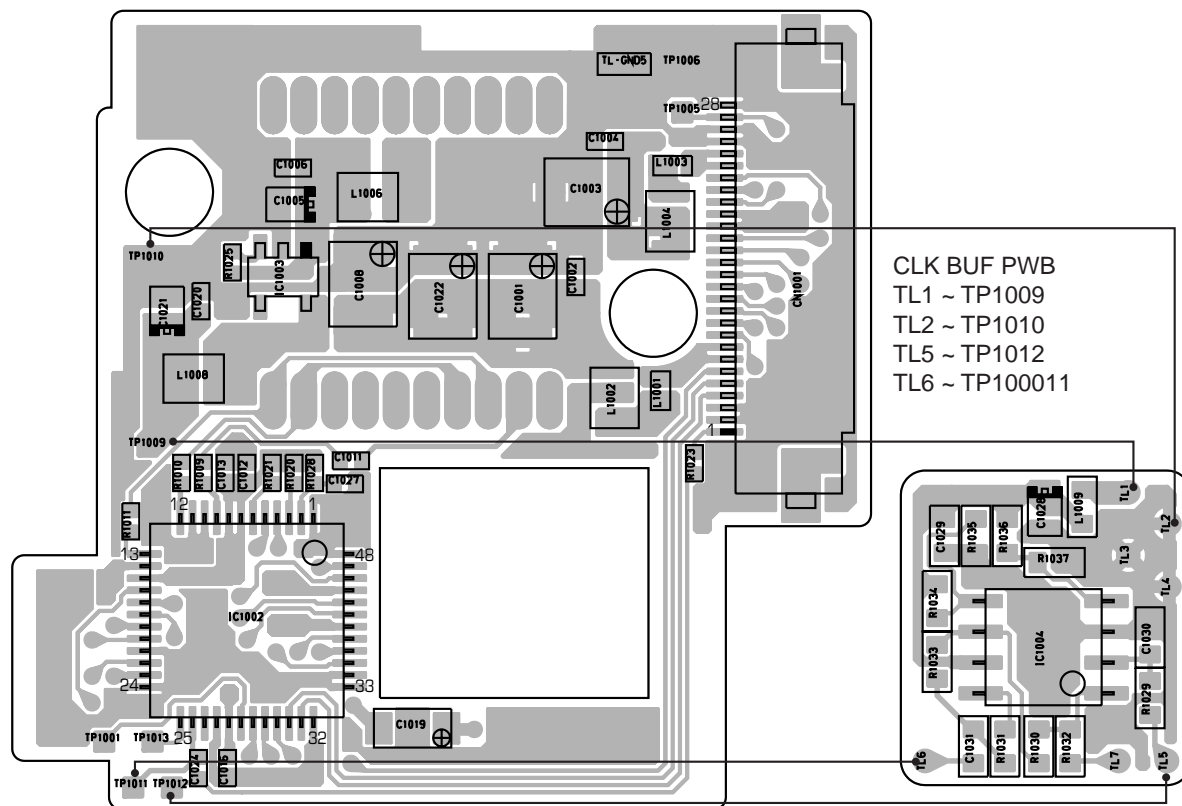 TL-GND5 TP1006
28
TP1005
C1004
C1006
L1003
C1005
L1006
C1003
L1004
TP1010
R1025
IC1003
C1008
C1022
C1001
C1002
CN1001
CLK BUF PWB
TL1 ~ TP1009
TL2 ~ TP1010
TL5 ~ TP1012
TL6 ~ TP100011
C1021
C1020
L1008
L1002
L1001
1
TP1009
R1010
R1009
C1013
C1012
R1021
R1020
R1028
C1011
C1027
R1023
12
1
R1011
13
48
IC1002
24
33
25
32
TP1001
TP1013
C1019
C1024
TP1011
TP1012
TL1
TL2
C1028
L1009
C1029
R1035
R1036
TL3
R1037
TL4
R1034
R1033
IC1004
C1030
R1029
C1031
R1031
R1030
R1032
TL6
TL7
TL5